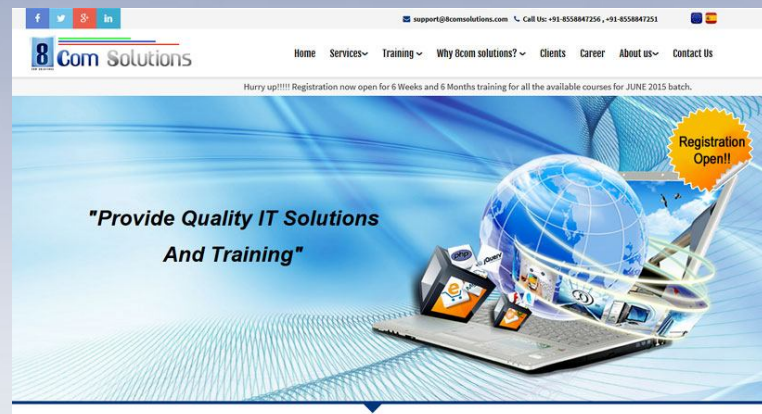 f g+ in
support@8comsolutions.com Call Us: +91-8558847256 , +91-8558847251
8 Com Solutions
Home Services Training Why 8com solutions? Clients Career About us Contact Us
Hurry up!!!!! Registration now open for 6 Weeks and 6 Months training for all the available courses for JUNE 2015 batch.
Registration
Open!!
"Provide Quality IT Solutions
And Training"
php
jQuery
e